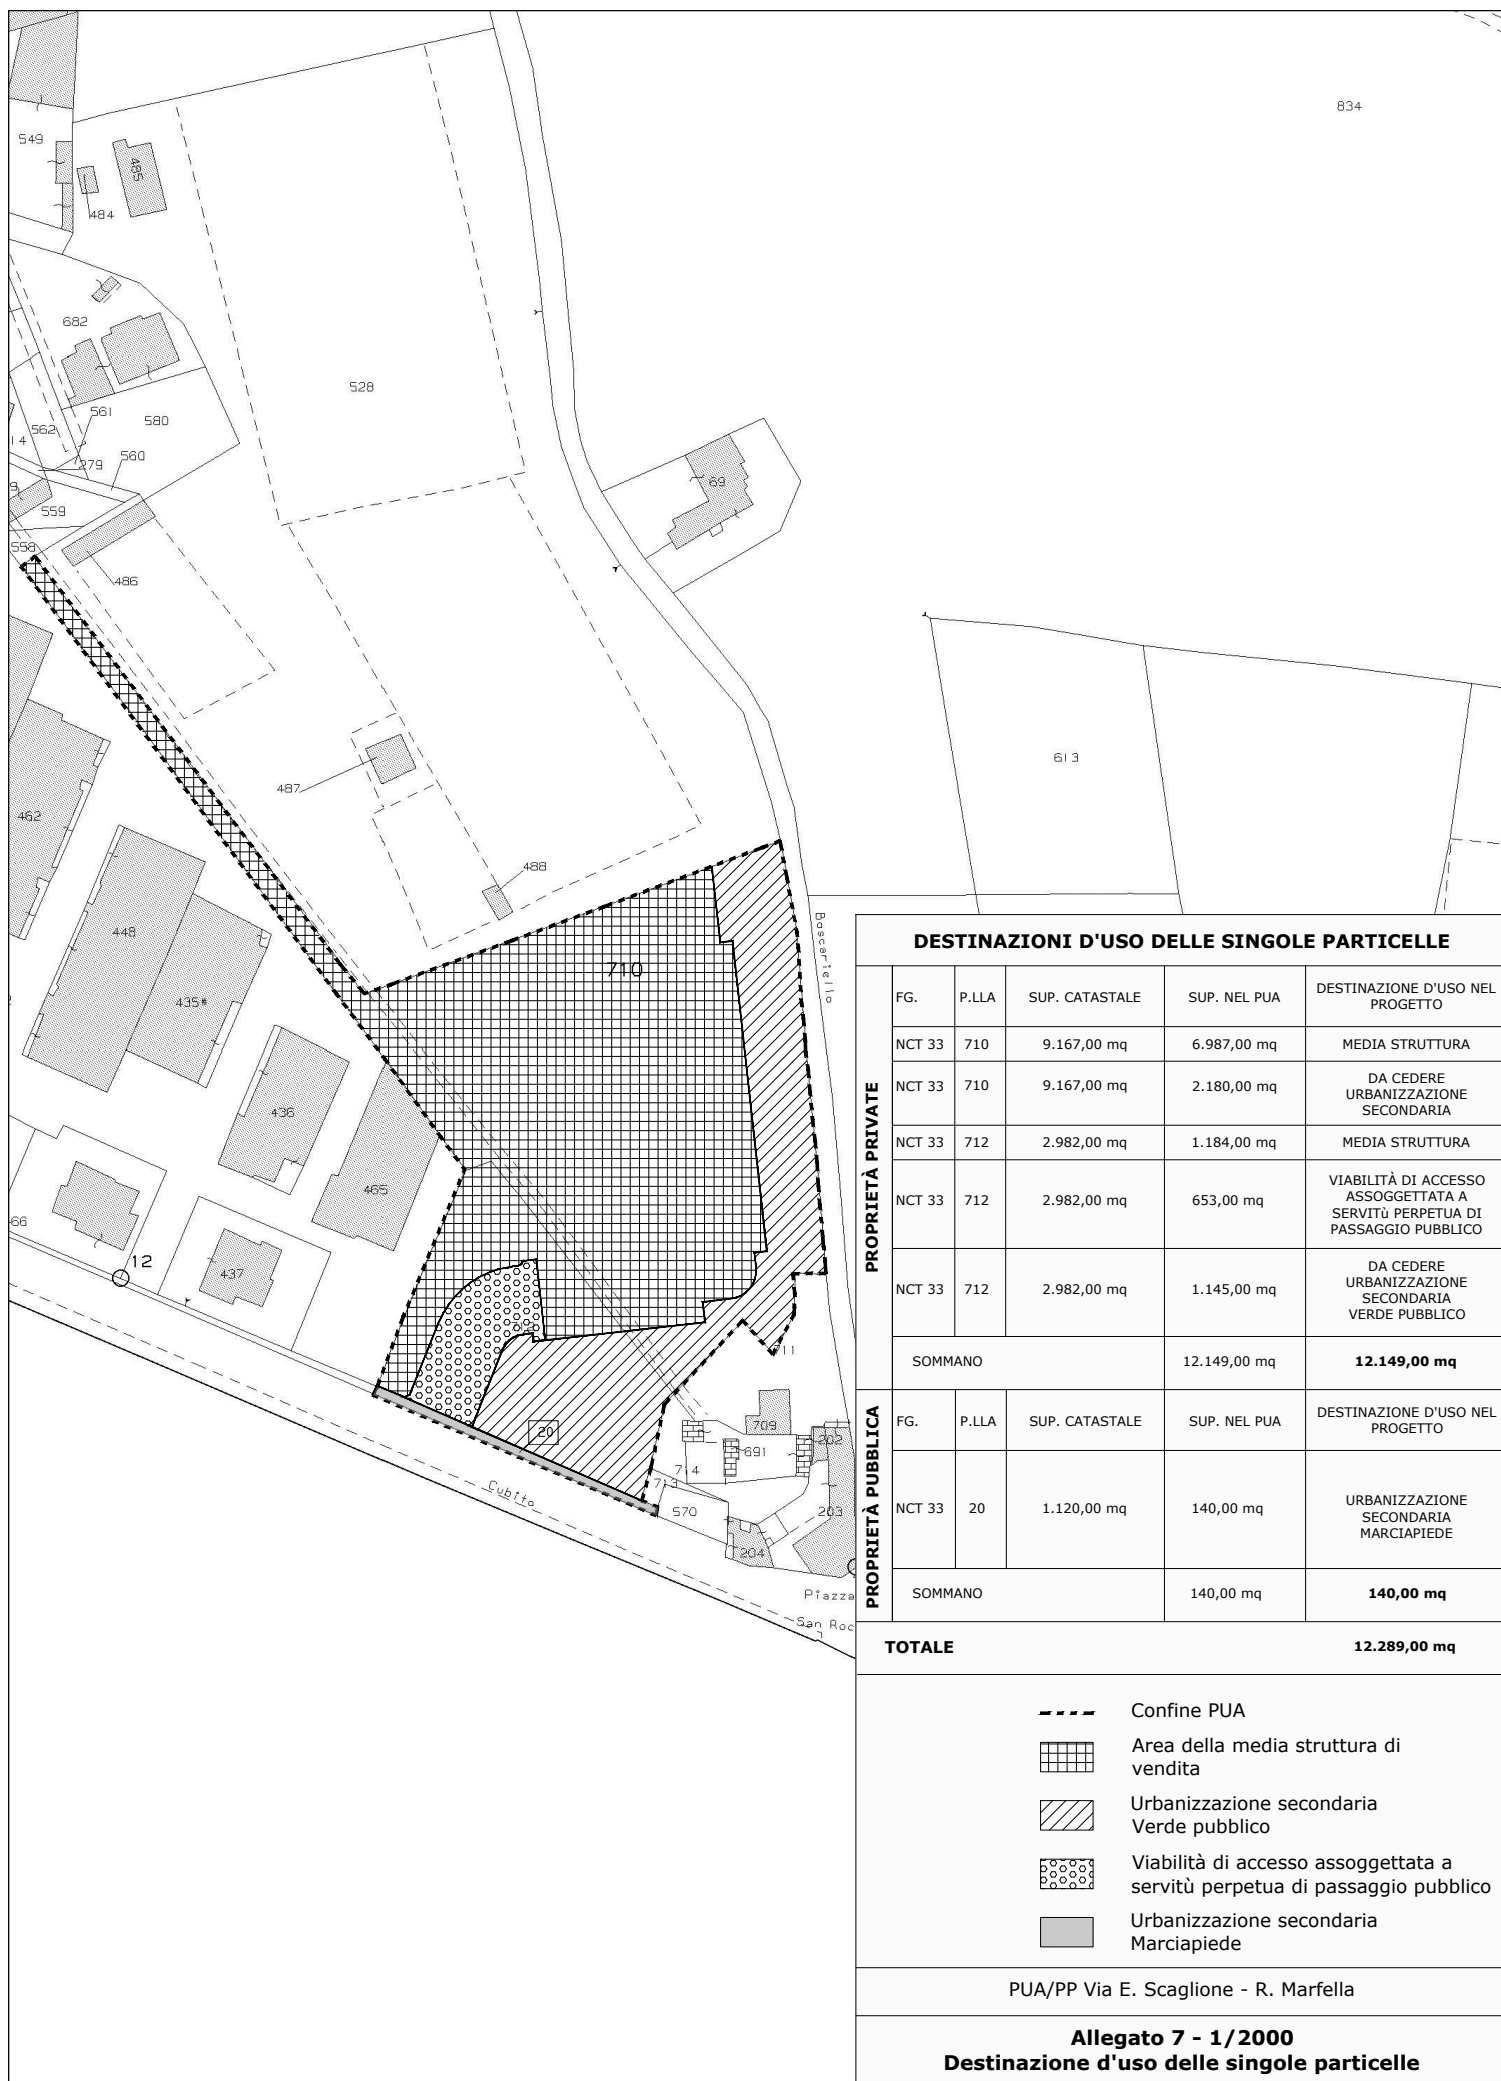 834
549
485
484
682
528
561
580
562
14
279
560
69
559
558
486
613
487
462
488
448
710
Bascariello
435#
436
465
66
12
437
711
20
709
202
691
714
713
Cubito
570
203
204
Piazza
San Roc
DESTINAZIONI D'USO DELLE SINGOLE PARTICELLE
PROPRIETÀ PRIVATE
FG. P.LLA SUP. CATASTALE SUP. NEL PUA DESTINAZIONE D'USO NEL
PROGETTO
NCT 33 710 9.167,00 mq 6.987,00 mq MEDIA STRUTTURA
NCT 33 710 9.167,00 mq 2.180,00 mq DA CEDERE
URBANIZZAZIONE
SECONDARIA
NCT 33 712 2.982,00 mq 1.184,00 mq MEDIA STRUTTURA
NCT 33 712 2.982,00 mq 653,00 mq VIABILITÀ DI ACCESSO
ASSOGGETTATA A
SERVITù PERPETUA DI
PASSAGGIO PUBBLICO
NCT 33 712 2.982,00 mq 1.145,00 mq DA CEDERE
URBANIZZAZIONE
SECONDARIA
VERDE PUBBLICO
SOMMANO 12.149,00 mq 12.149,00 mq
PROPRIETÀ PUBBLICA
FG. P.LLA SUP. CATASTALE SUP. NEL PUA DESTINAZIONE D'USO NEL
PROGETTO
NCT 33 20 1.120,00 mq 140,00 mq URBANIZZAZIONE
SECONDARIA
MARCIAPIEDE
SOMMANO 140,00 mq 140,00 mq
TOTALE 12.289,00 mq
Confine PUA
Area della media struttura di
vendita
Urbanizzazione secondaria
Verde pubblico
Viabilità di accesso assoggettata a
servitù perpetua di passaggio pubblico
Urbanizzazione secondaria
Marciapiede
PUA/PP Via E. Scaglione - R. Marfella
Allegato 7 - 1/2000
Destinazione d'uso delle singole particelle